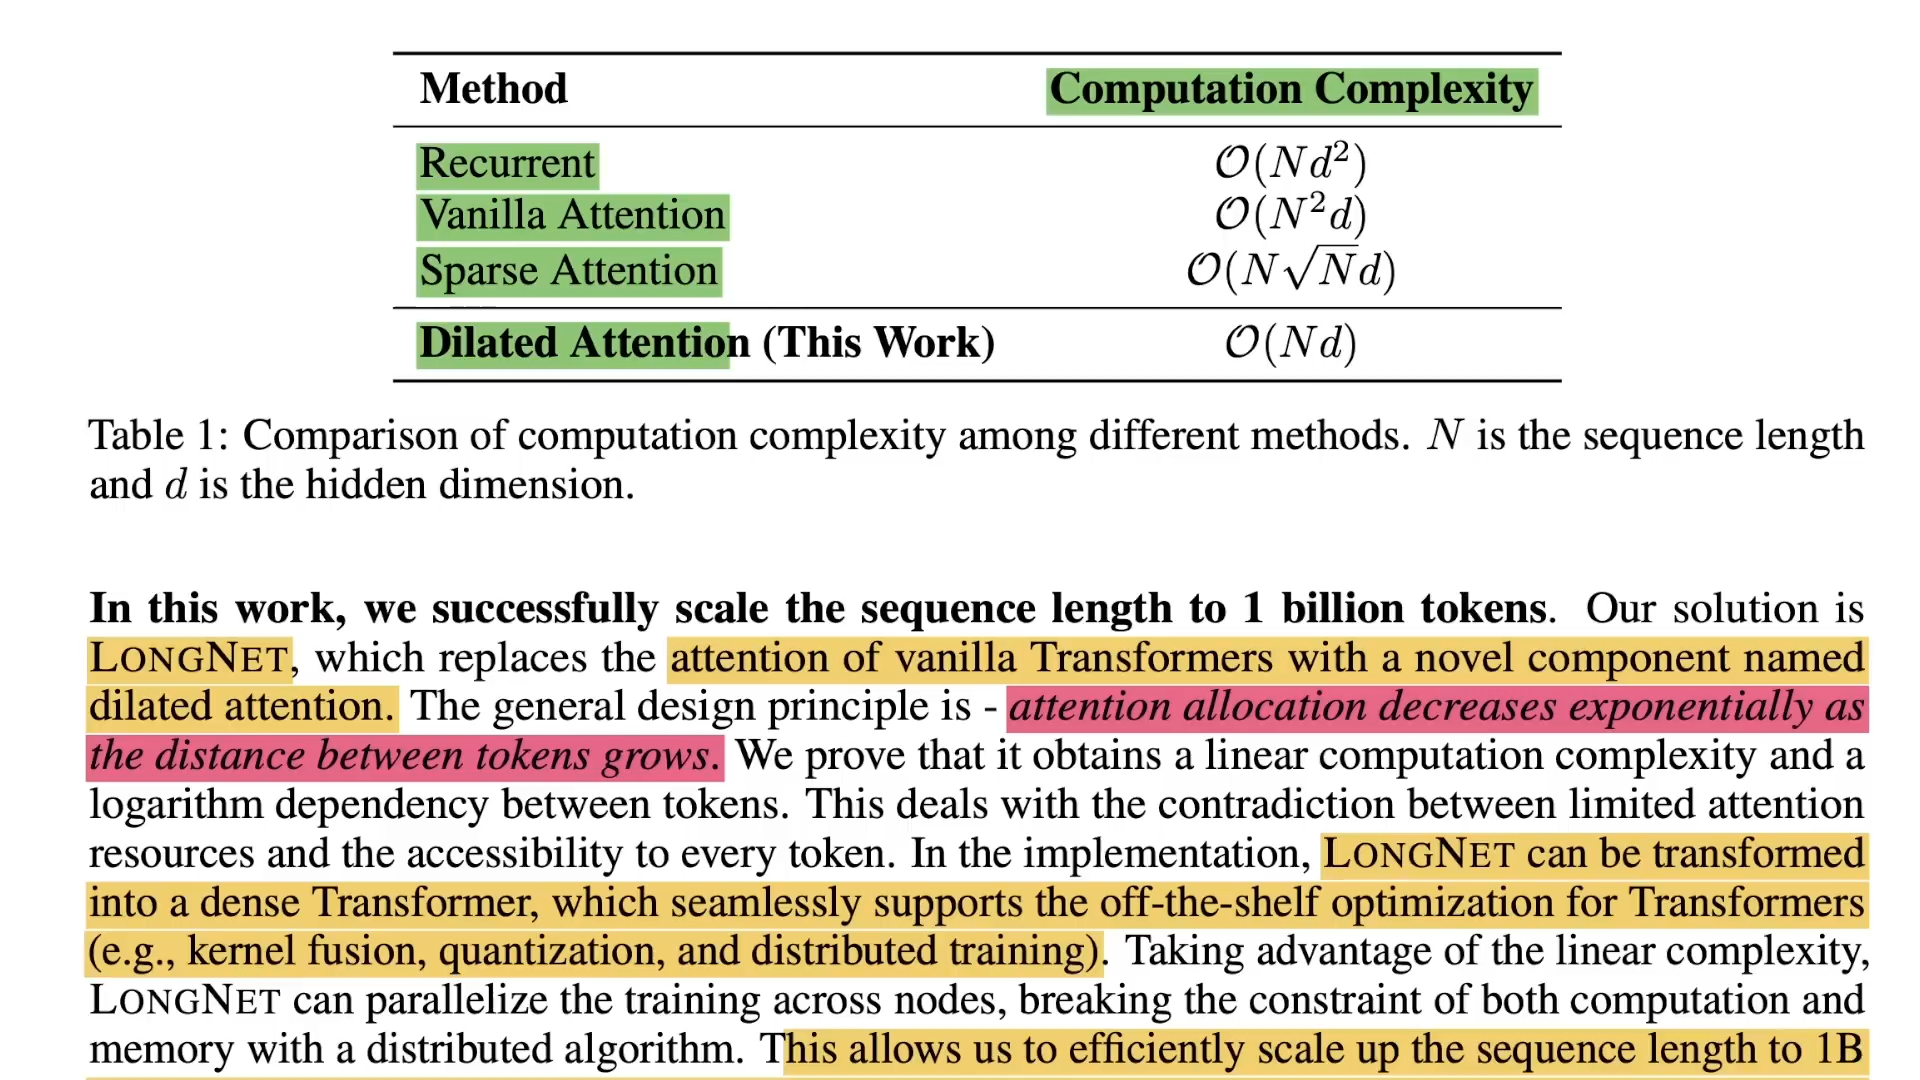 Method Computation Complexity
Recurrent O(Nd²)
Vanilla Attention O(N²d)
Sparse Attention O(N√Nd)
Dilated Attention (This Work) O(Nd)
Table 1: Comparison of computation complexity among different methods. N is the sequence length
and d is the hidden dimension.
In this work, we successfully scale the sequence length to 1 billion tokens. Our solution is
LONGNET, which replaces the attention of vanilla Transformers with a novel component named
dilated attention. The general design principle is - attention allocation decreases exponentially as
the distance between tokens grows. We prove that it obtains a linear computation complexity and a
logarithm dependency between tokens. This deals with the contradiction between limited attention
resources and the accessibility to every token. In the implementation, LONGNET can be transformed
into a dense Transformer, which seamlessly supports the off-the-shelf optimization for Transformers
(e.g., kernel fusion, quantization, and distributed training). Taking advantage of the linear complexity,
LONGNET can parallelize the training across nodes, breaking the constraint of both computation and
memory with a distributed algorithm. This allows us to efficiently scale up the sequence length to 1B